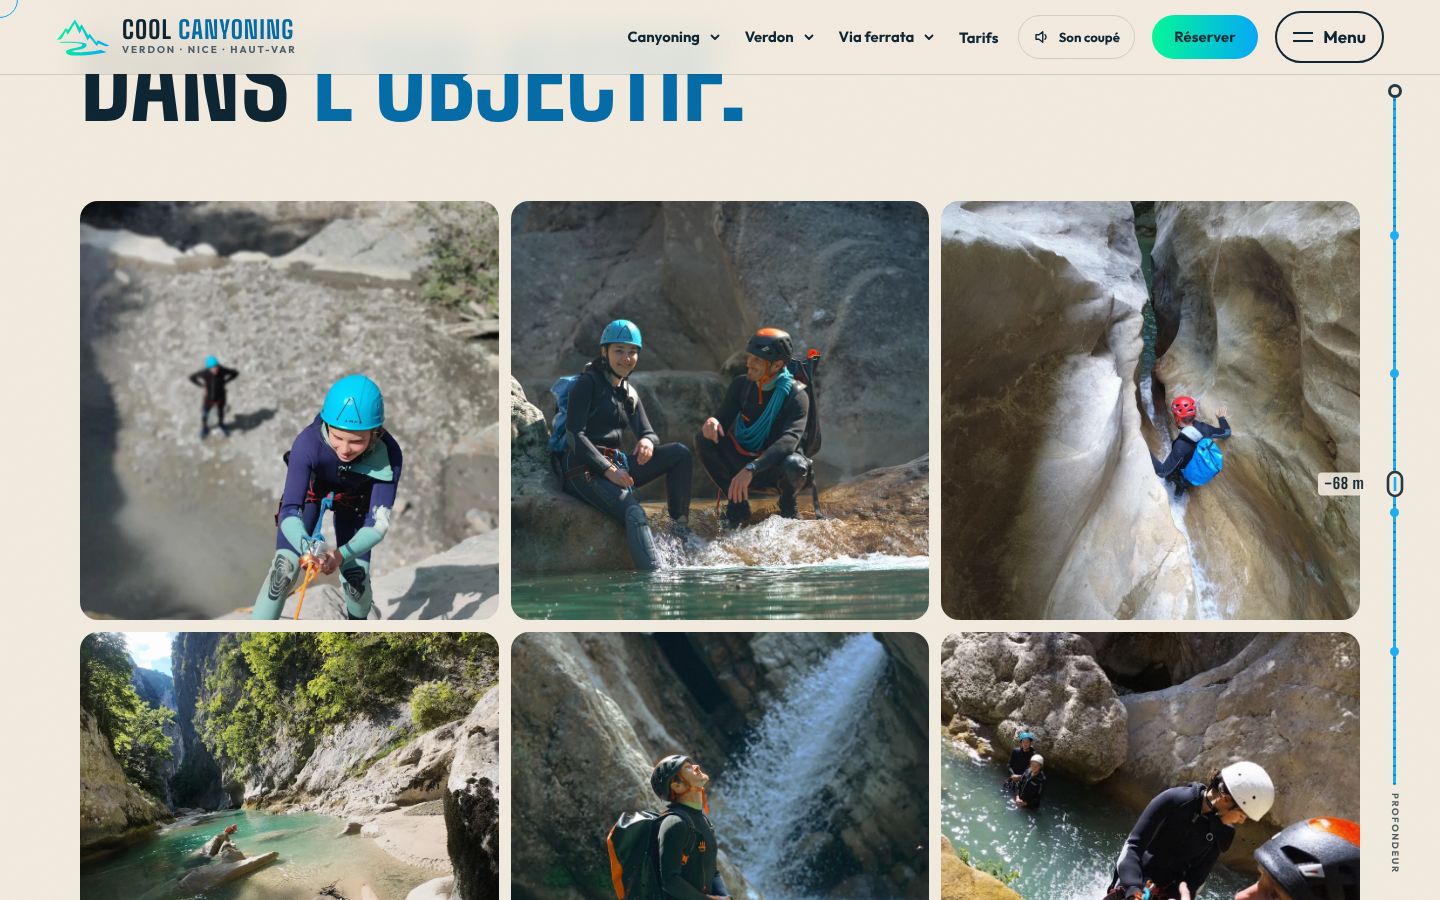 COOL CANYONING
VERDON · NICE · HAUT-VAR
Canyoning
Verdon
Via ferrata
Tarifs
Son coupé
Réserver
Menu
DANS L'OBJECTIF.
−68 m
PROFONDEUR